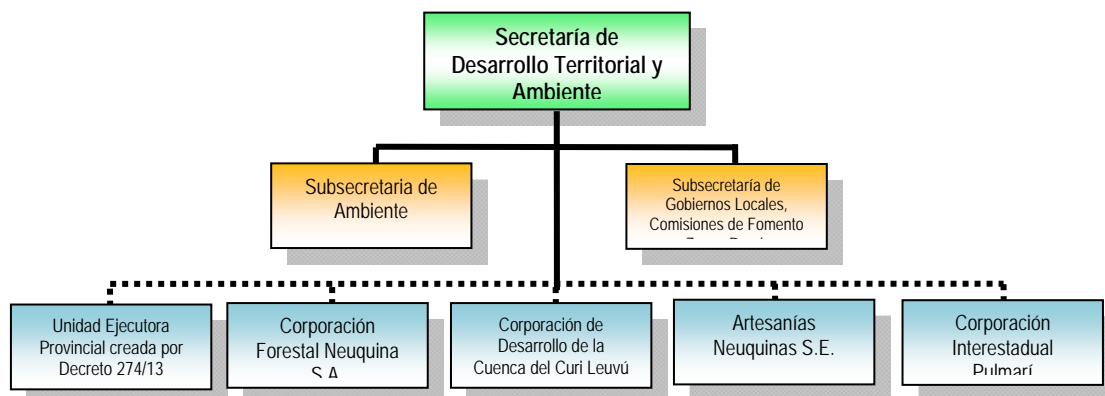 Secretaría de
Desarrollo Territorial y
Ambiente
Subsecretaria de
Ambiente
Subsecretaría de
Gobiernos Locales,
Comisiones de Fomento
Unidad Ejecutora
Provincial creada por
Decreto 274/13
Corporación
Forestal Neuquina
S.A.
Corporación de
Desarrollo de la
Cuenca del Curi Leuvú
Artesanías
Neuquinas S.E.
Corporación
Interestadual
Pulmarí